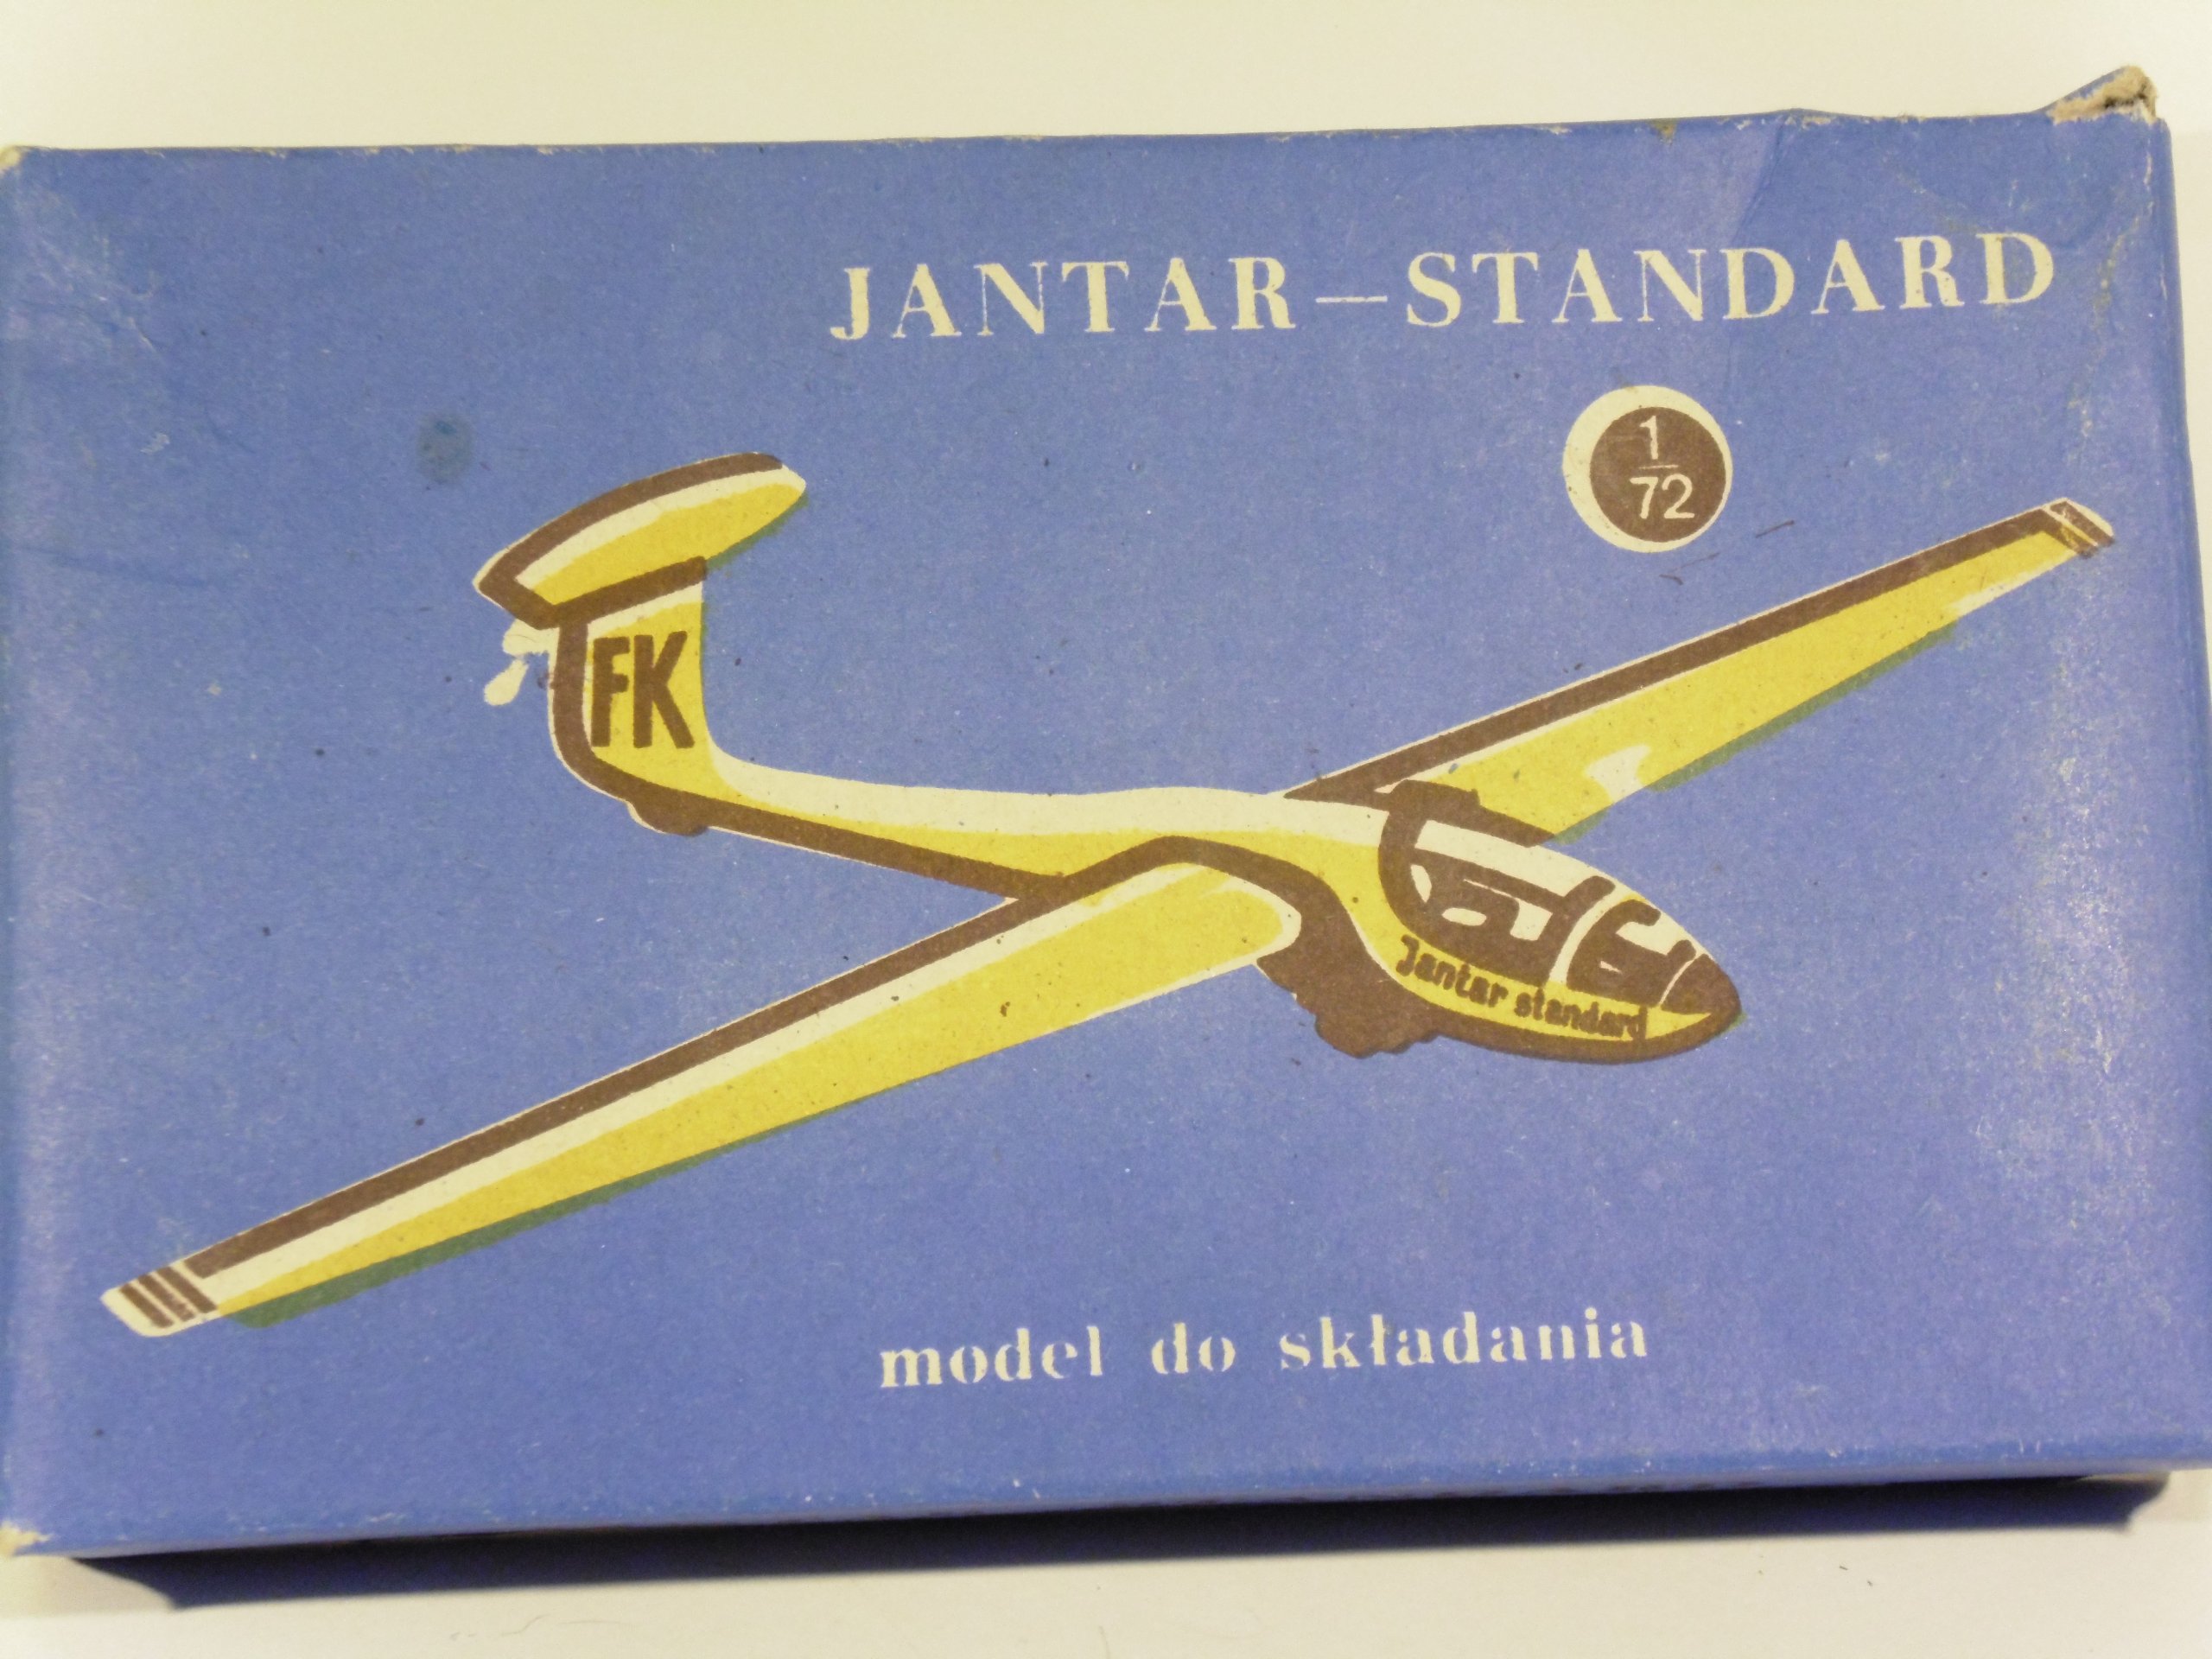 JANTAR—STANDARD
1
72
FK
Jantar standard
model do składania